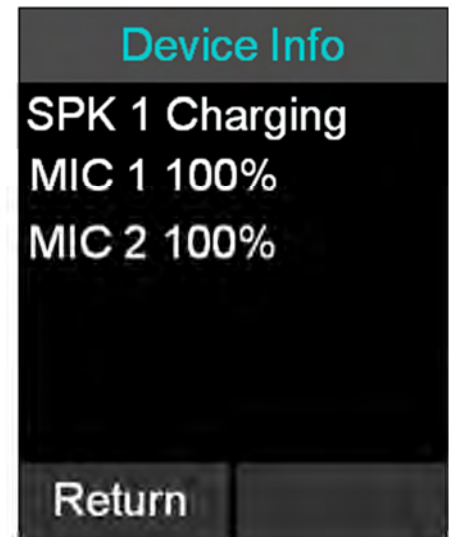 Device Info
SPK 1 Charging
MIC 1 100%
MIC 2 100%
Return